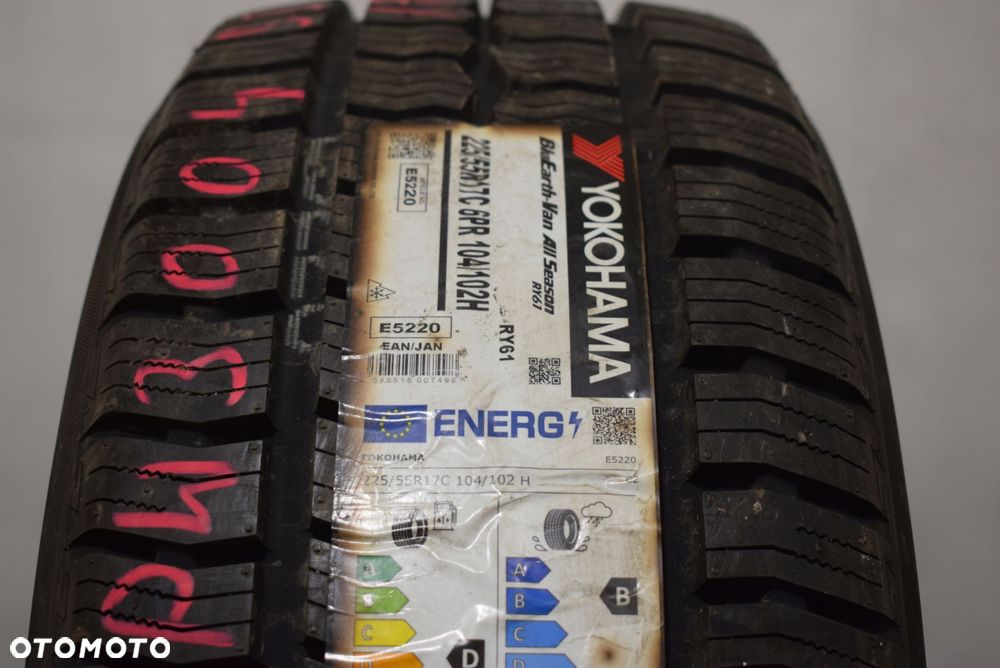 YOKOHAMA
BluEarth-Van All Season
RY61
225/55R17C 6PR 104/102H
E5220
RY61
E5220
EAN/JAN
ENERG
YOKOHAMA
E5220
225/55R17C 104/102 H
C2
A
B
C
D
A
B
C
B
D
OTOMOTO